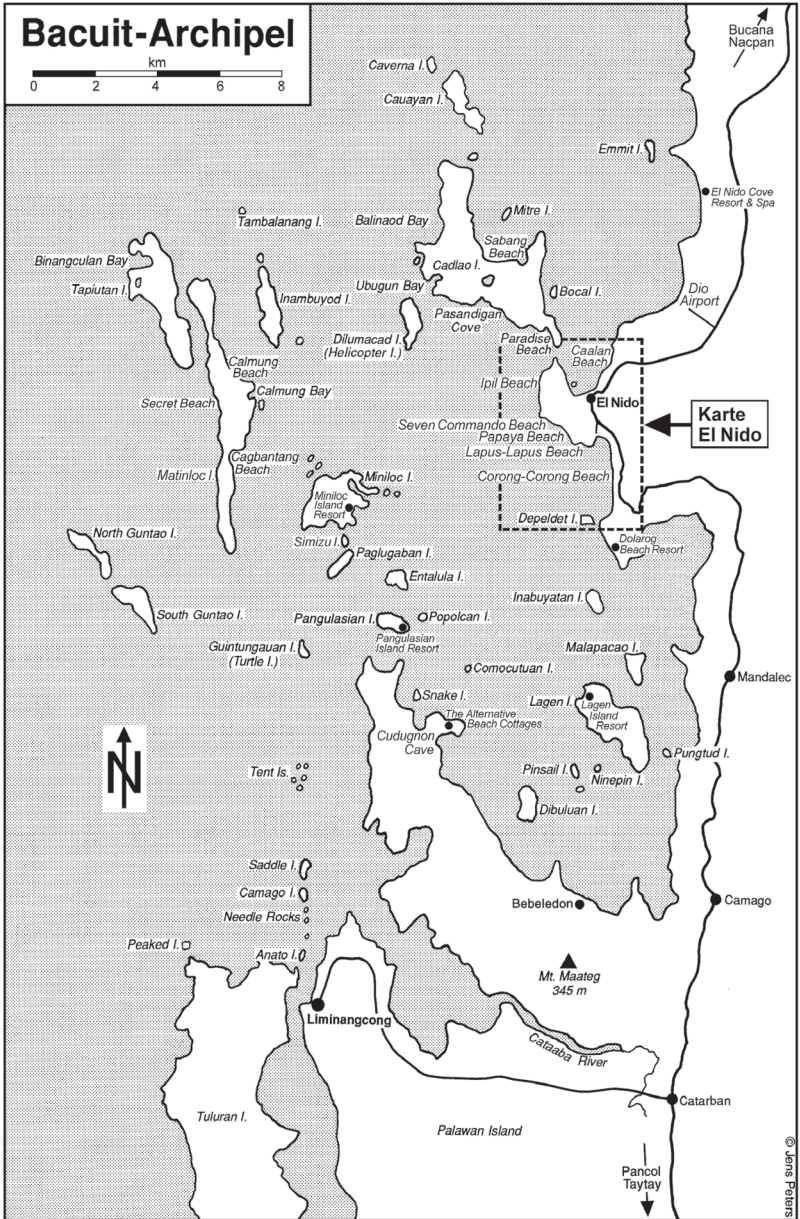 Bacuit-Archipel
km
0 2 4 6 8
Bucana
Nacpan
Caverna I.
Cauayan I.
Emmit I.
El Nido Cove
Resort & Spa
Mitre I.
Tambalanang I.
Balinaod Bay
Sabang
Beach
Binangculan Bay
Cadlao I.
Tapiutan I.
Inambuyod I.
Ubugun Bay
Bocal I.
Dio
Airport
Pasandigan
Cove
Dilumacad I.
(Helicopter I.)
Paradise
Beach
Caalan
Beach
Calmung
Beach
Ipil Beach
Calmung Bay
Secret Beach
El Nido
Karte
El Nido
Seven Commando Beach
Papaya Beach
Lapus-Lapus Beach
Cagbantang
Beach
Matinloc I.
Miniloc I.
Corong-Corong Beach
Miniloc
Island
Resort
Depeldet I.
North Guntao I.
Simizu I.
Dolarog
Beach Resort
Paglugaban I.
Entalula I.
Inabuyatan I.
South Guntao I.
Pangulasian I.
Popolcan I.
Pangulasian
Island Resort
Guintungauan I.
(Turtle I.)
Malapacao I.
Comocutuan I.
Mandalec
Snake I.
Lagen I.
Lagen
Island
Resort
The Alternative
Beach Cottages
Cudugnon
Cave
N
Pungtud I.
Tent Is.
Pinsail I.
Ninepin I.
Dibuluan I.
Saddle I.
Camago I.
Bebeledon
Camago
Needle Rocks
Peaked I.
Anato I.
Mt. Maateg
345 m
Liminangcong
Cataaba River
Catarban
Tuluran I.
Palawan Island
Pancol
Taytay
© Jens Peters